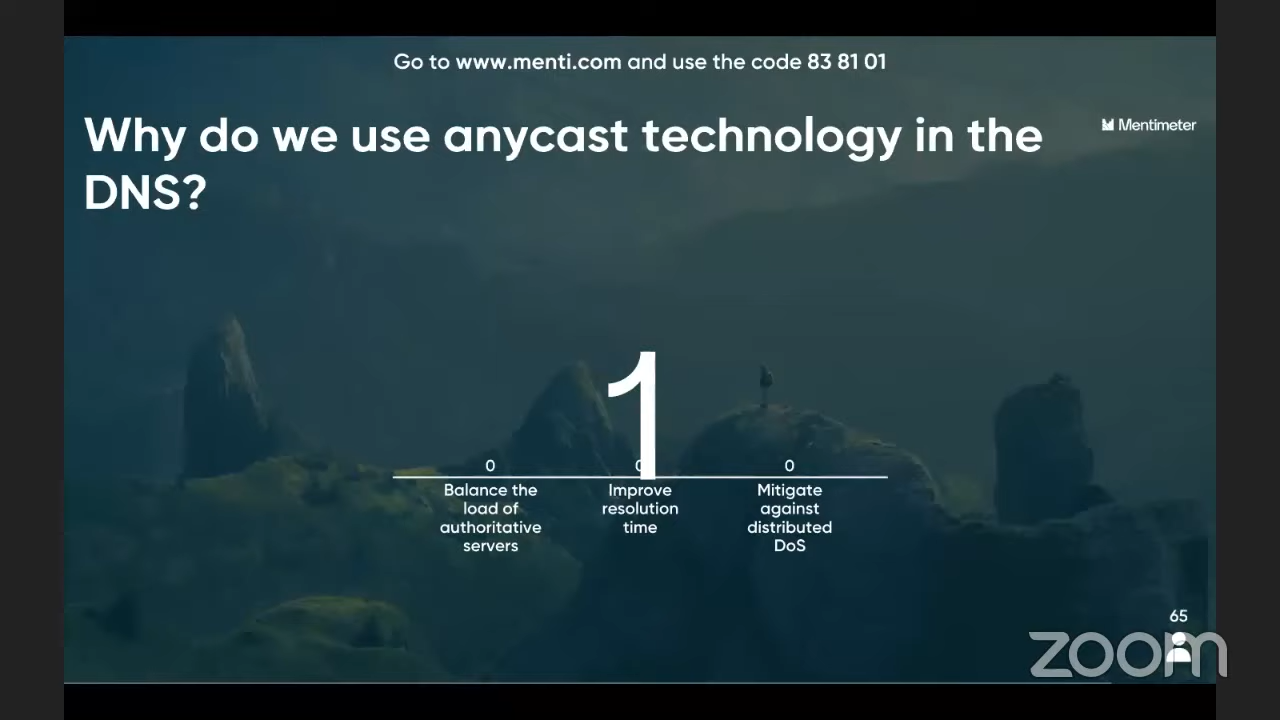 Go to www.menti.com and use the code 83 81 01
Why do we use anycast technology in the
DNS?
Mentimeter
1
0
0
0
Balance the
load of
authoritative
servers
Improve
resolution
time
Mitigate
against
distributed
DoS
65
zoom